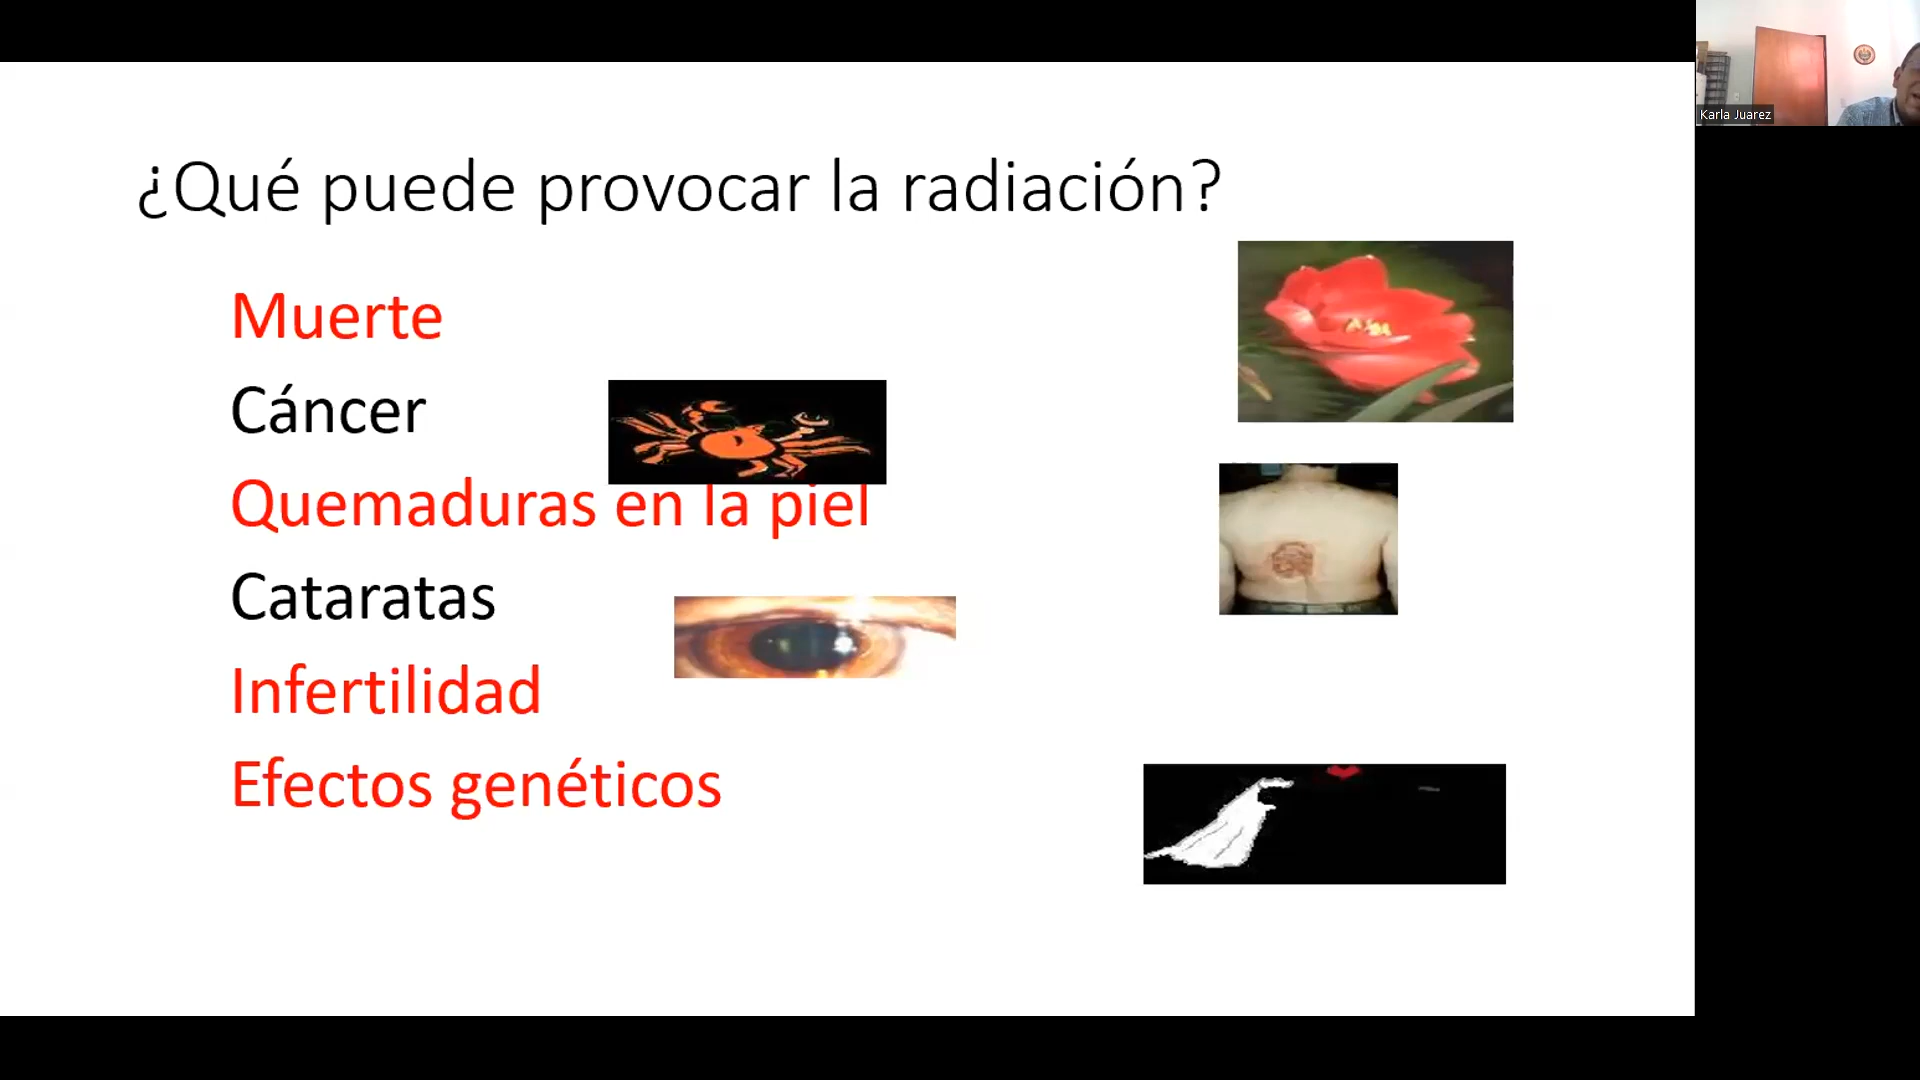 ¿Qué puede provocar la radiación?
Muerte
Cáncer
Quemaduras en la piel
Cataratas
Infertilidad
Efectos genéticos
Karla Juarez